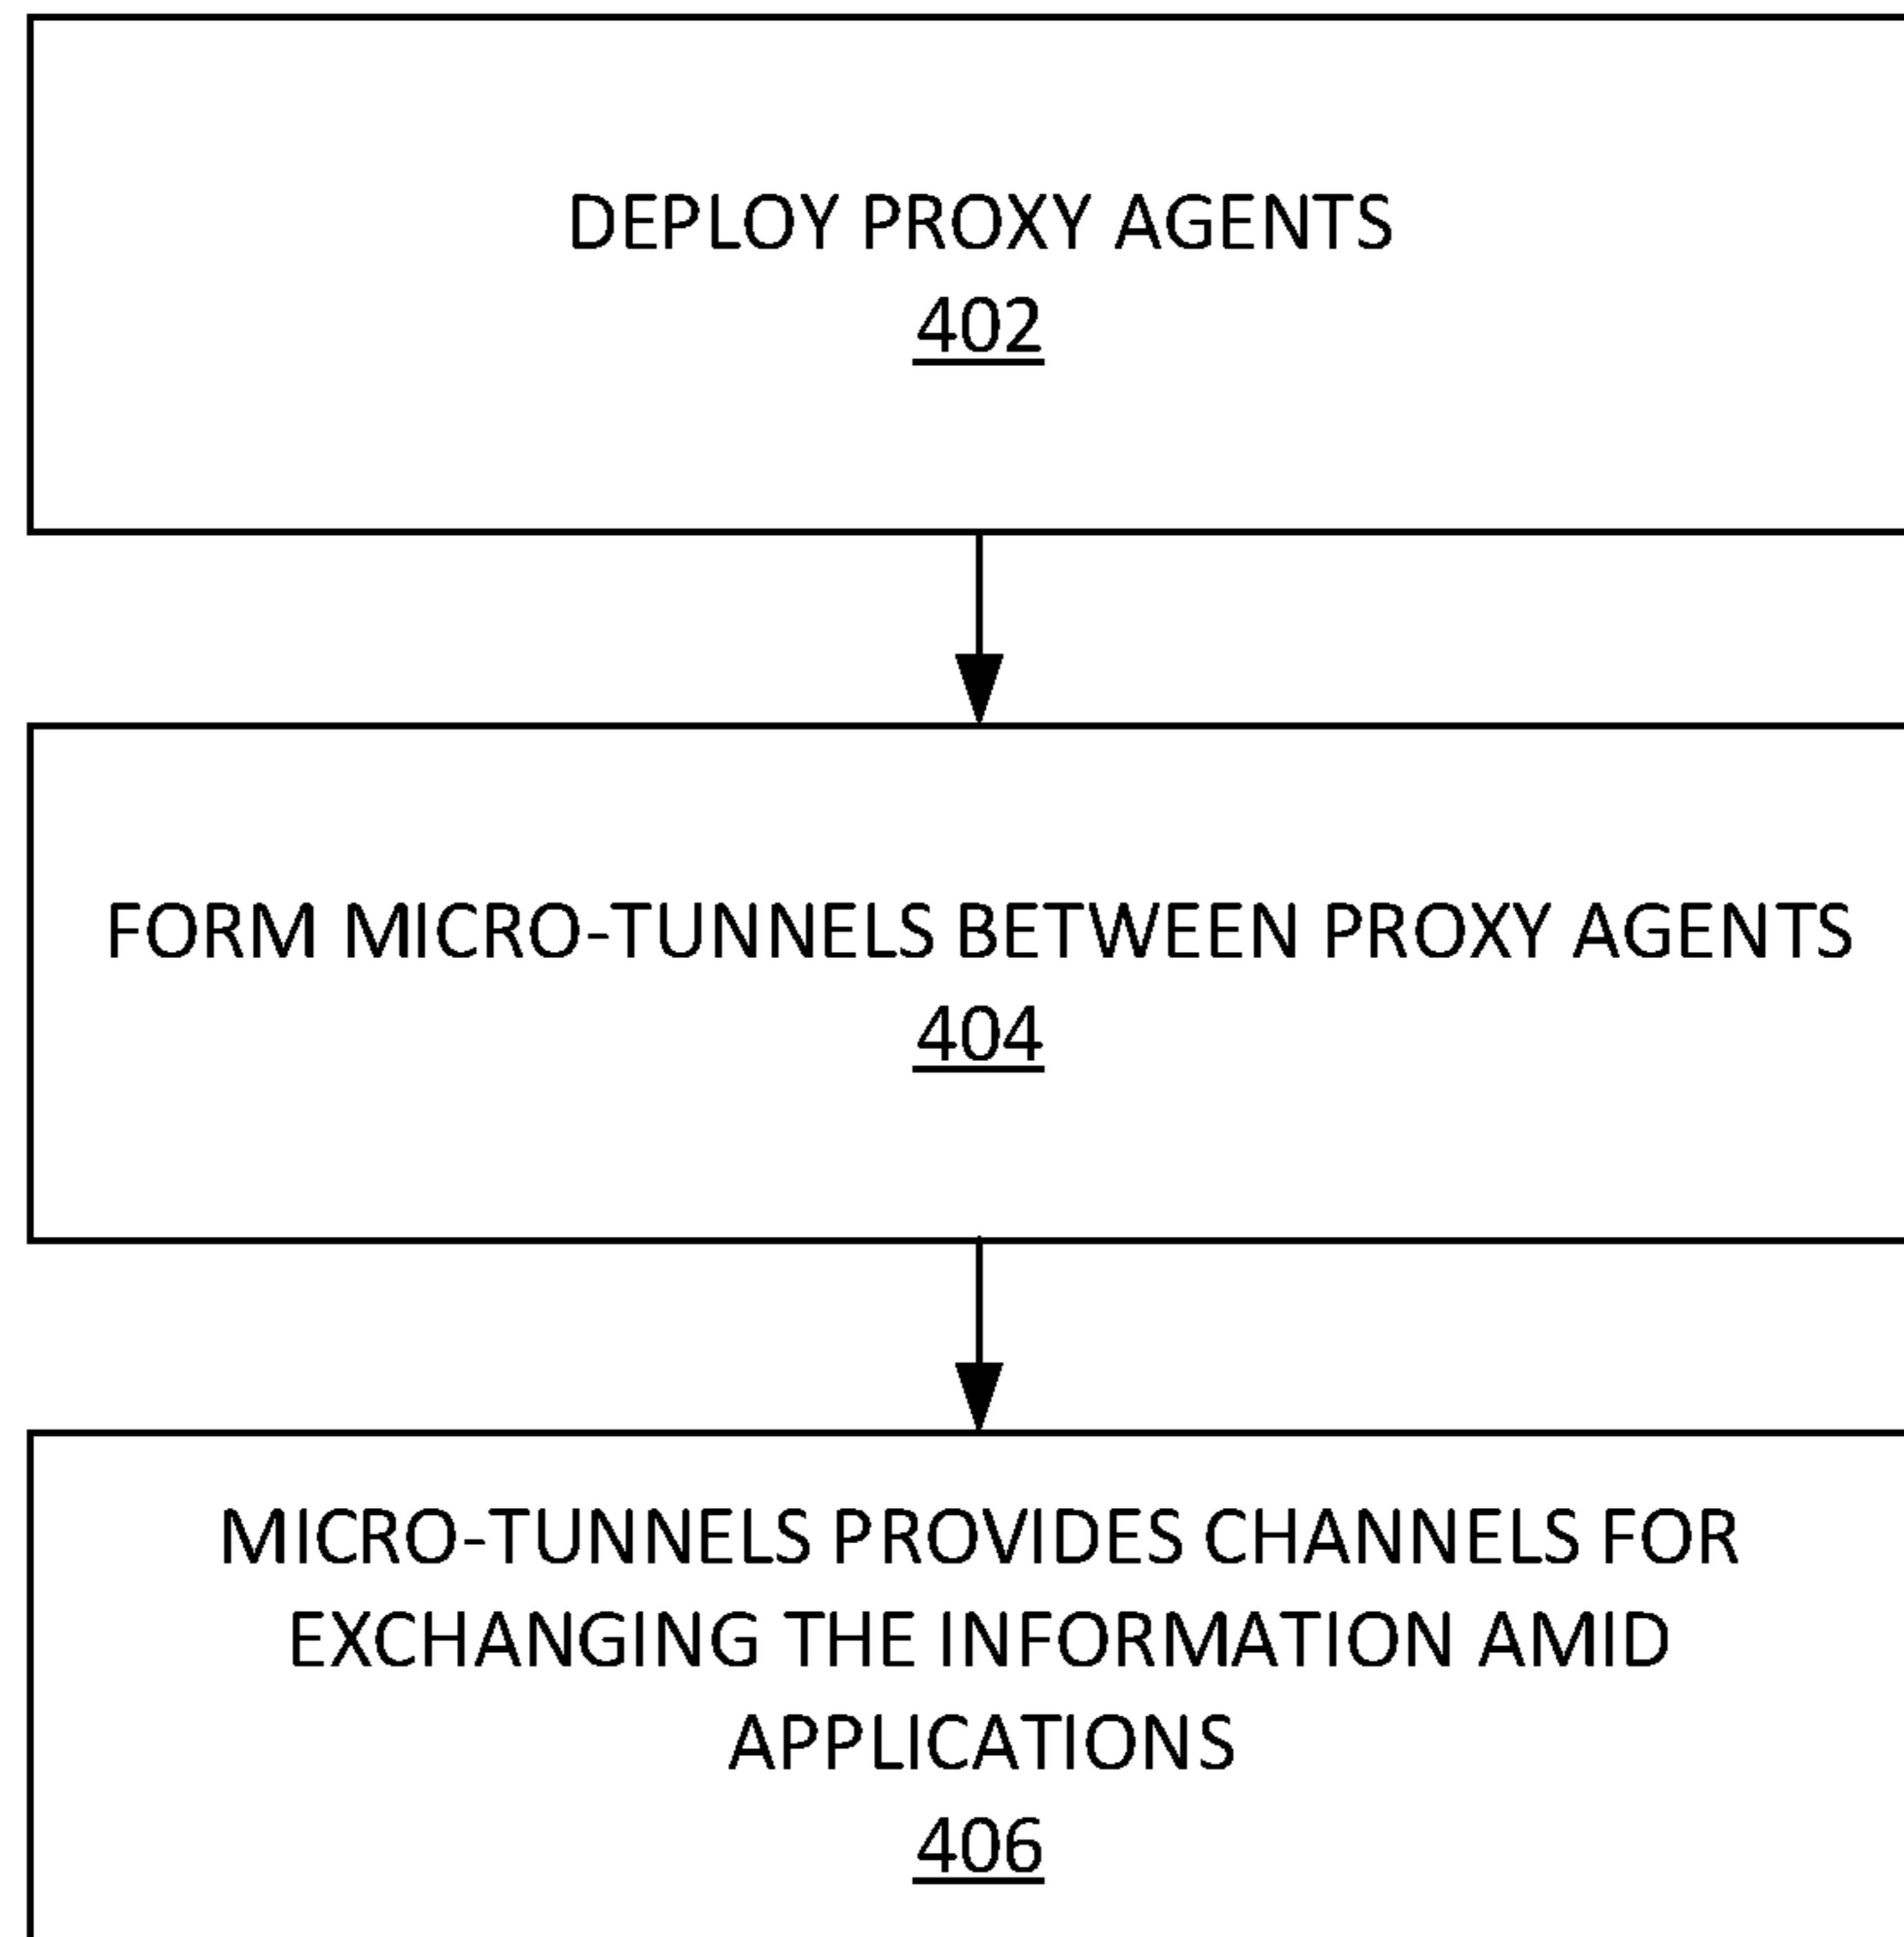 DEPLOY PROXY AGENTS
402
FORM MICRO-TUNNELS BETWEEN PROXY AGENTS
404
MICRO-TUNNELS PROVIDES CHANNELS FOR
EXCHANGING THE INFORMATION AMID
APPLICATIONS
406